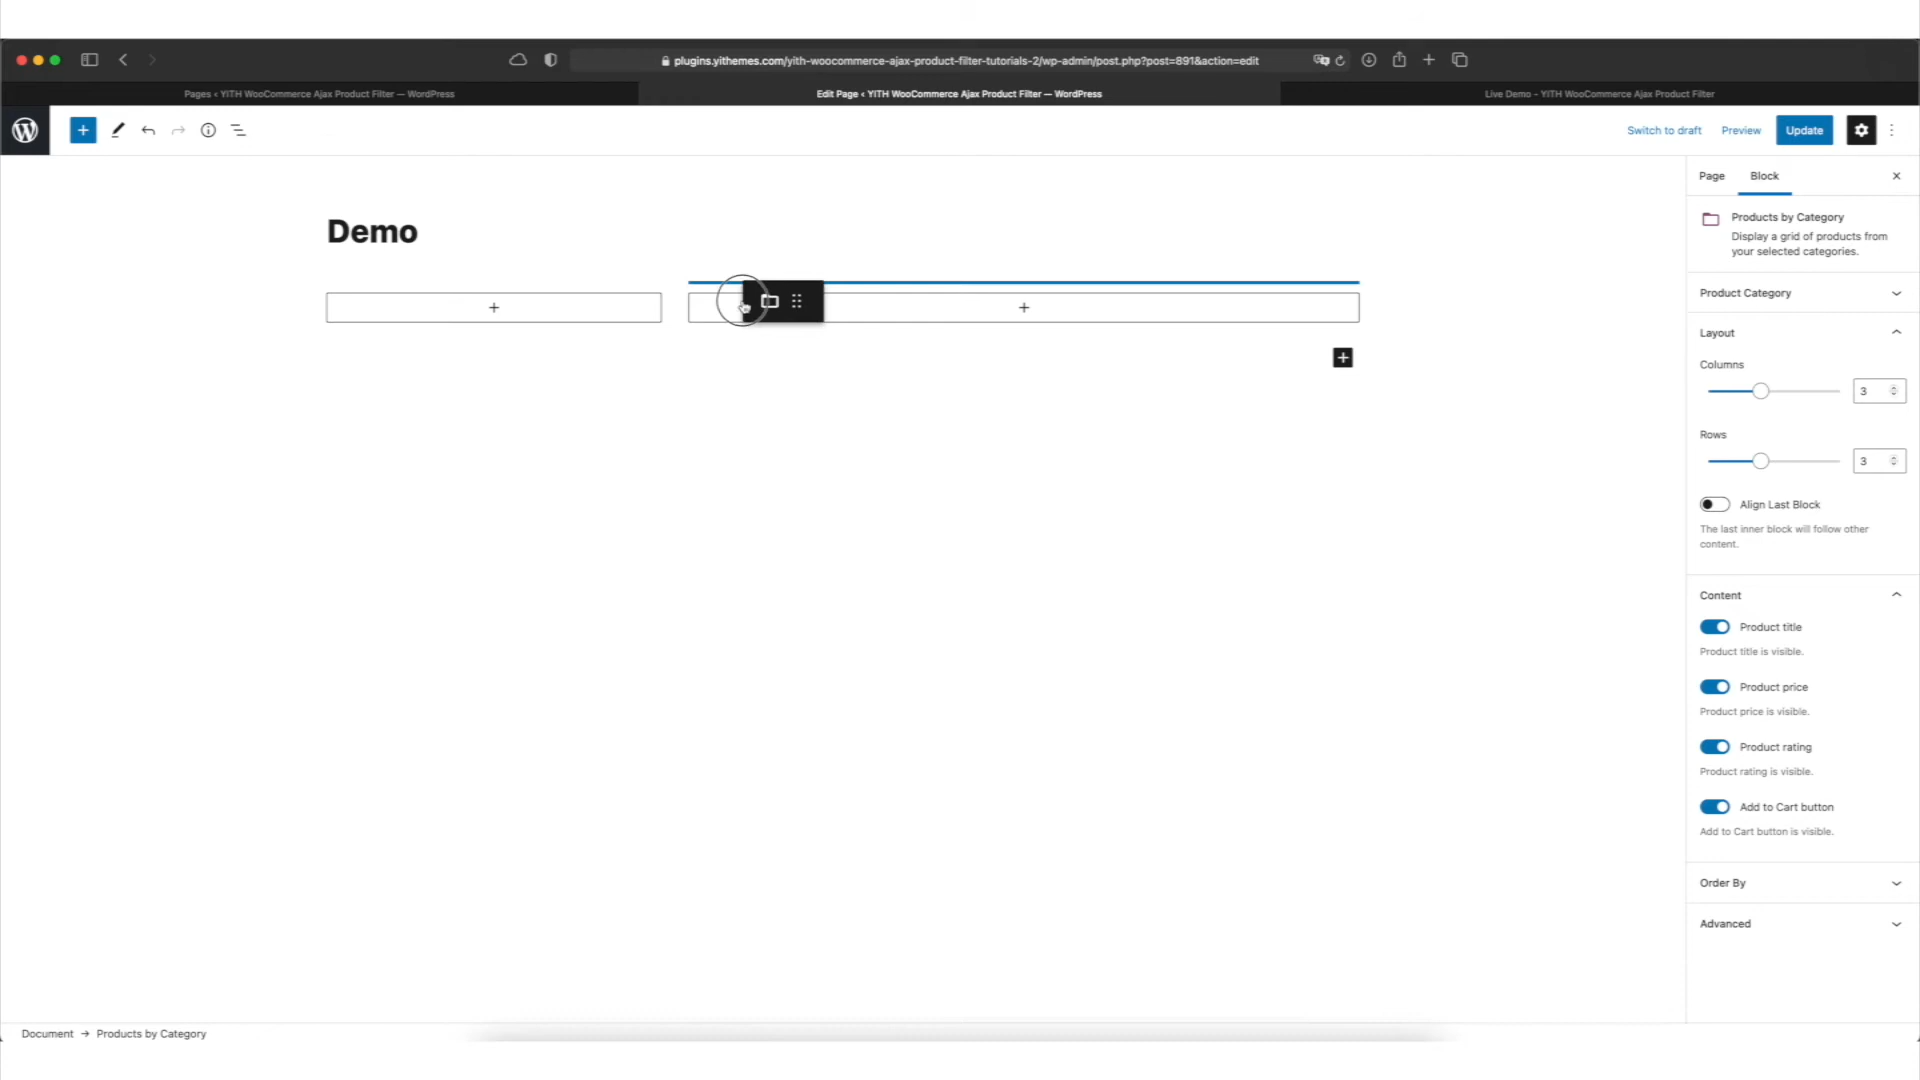 plugins.yithemes.com/yith-woocommerce-ajax-product-filter-tutorials-2/wp-admin/post.php?post=891&action=edit
Pages < YITH WooCommerce Ajax Product Filter — WordPress
Edit Page < YITH WooCommerce Ajax Product Filter — WordPress
Live Demo - YITH WooCommerce Ajax Product Filter
Switch to draft
Preview
Update
Page
Block
Products by Category
Display a grid of products from
your selected categories.
Demo
Product Category
Layout
Columns
3
Rows
3
Align Last Block
The last inner block will follow other
content.
Content
Product title
Product title is visible.
Product price
Product price is visible.
Product rating
Product rating is visible.
Add to Cart button
Add to Cart button is visible.
Order By
Advanced
Document → Products by Category